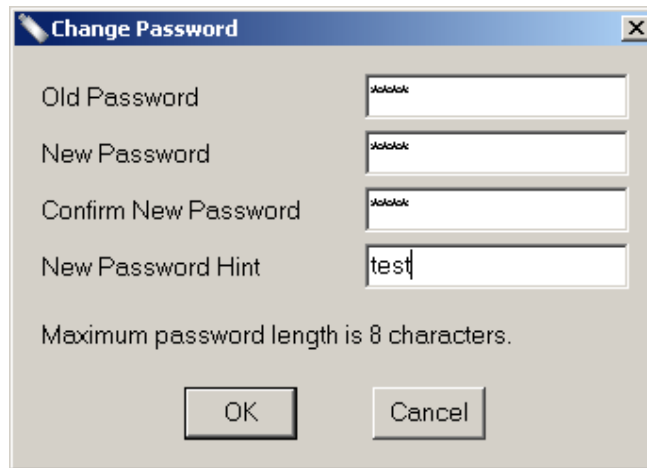 Change Password
Old Password ****
New Password ****
Confirm New Password ****
New Password Hint test
Maximum password length is 8 characters.
OK Cancel